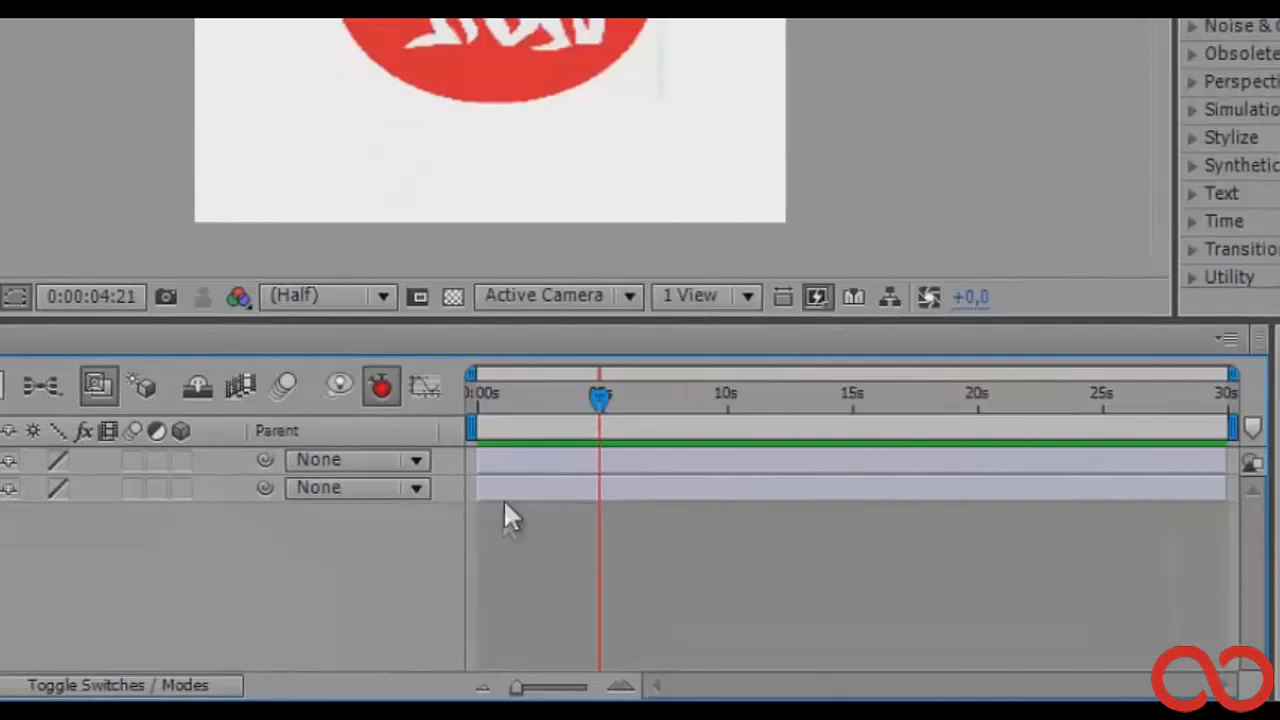 Noise & 
Obsolete
Perspecti
Simulatio
Stylize
Synthetic
Text
Time
Transitio
Utility
0:00:04:21
(Half)
Active Camera
1 View
+0,0
0:00s
10s
15s
20s
25s
30s
fx
Parent
None
None
Toggle Switches / Modes